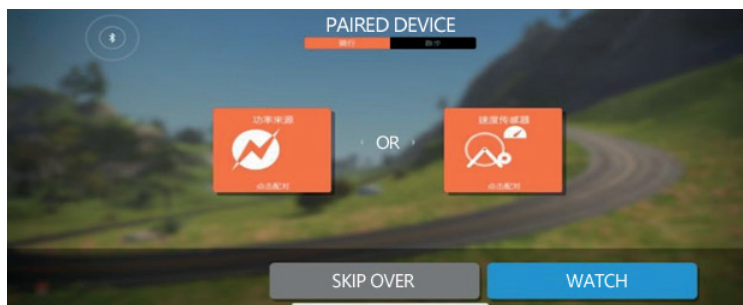 PAIRED DEVICE
骑行 跑步
功率来源
点击配对
OR
速度传感器
点击配对
SKIP OVER
WATCH